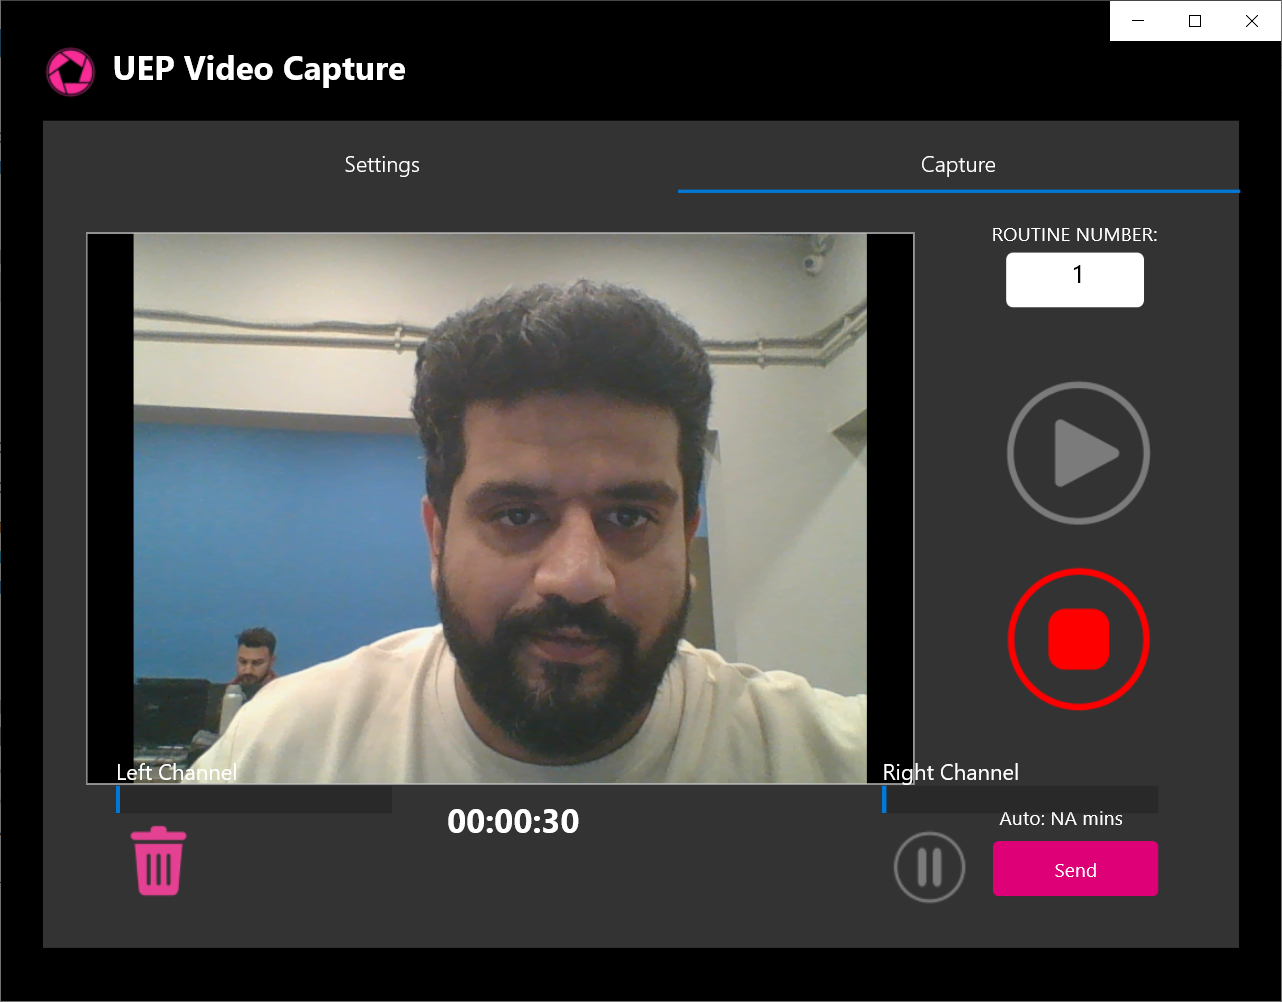 UEP Video Capture
Settings
Capture
ROUTINE NUMBER:
1
Left Channel
Right Channel
00:00:30
Auto: NA mins
Send